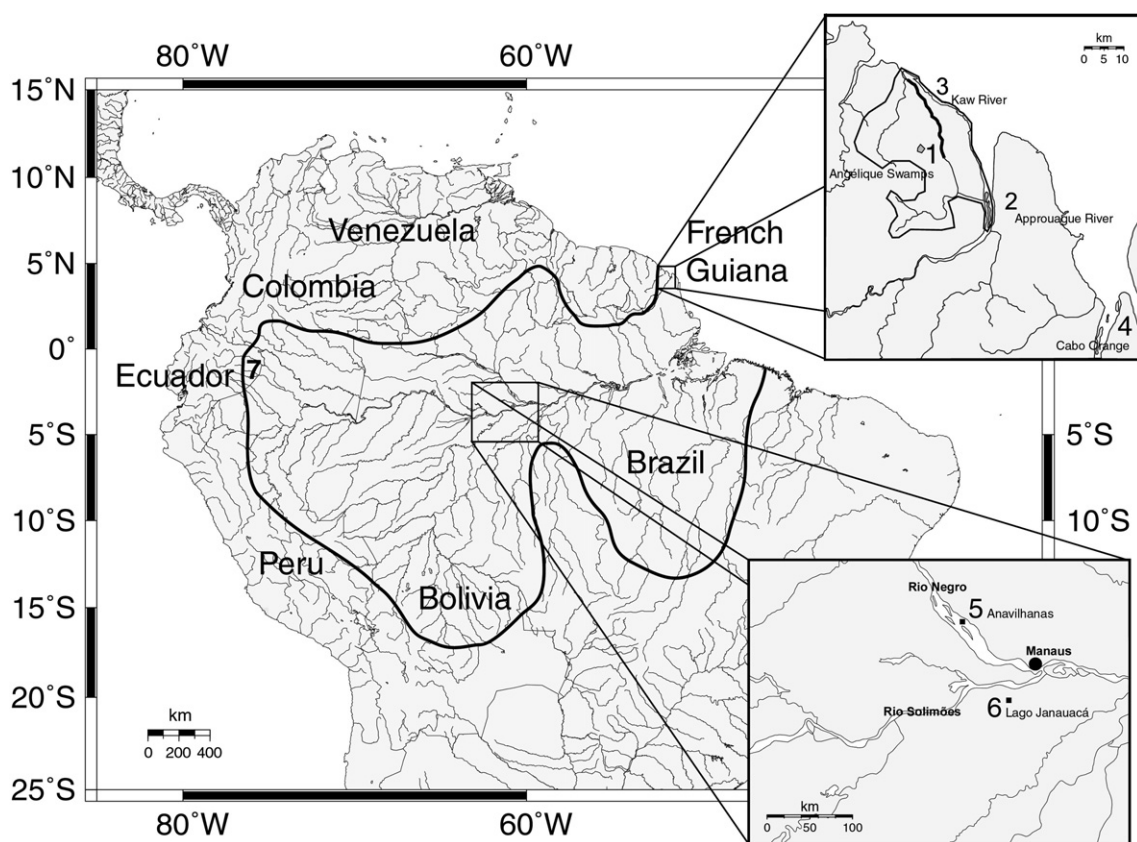 80°W
60°W
15°N
10°N
5°N
0°
5°S
10°S
15°S
20°S
25°S
5°S
10°S
80°W
60°W
Venezuela
Colombia
French
Guiana
Ecuador
7
Brazil
Peru
Bolivia
km
0 200 400
km
0 5 10
3
Kaw River
1
Angélique Swamps
2
Approuague River
4
Cabo Orange
Rio Negro
5
Anavilhanas
Manaus
Rio Solimões
6
Lago Janauacá
km
0 50 100